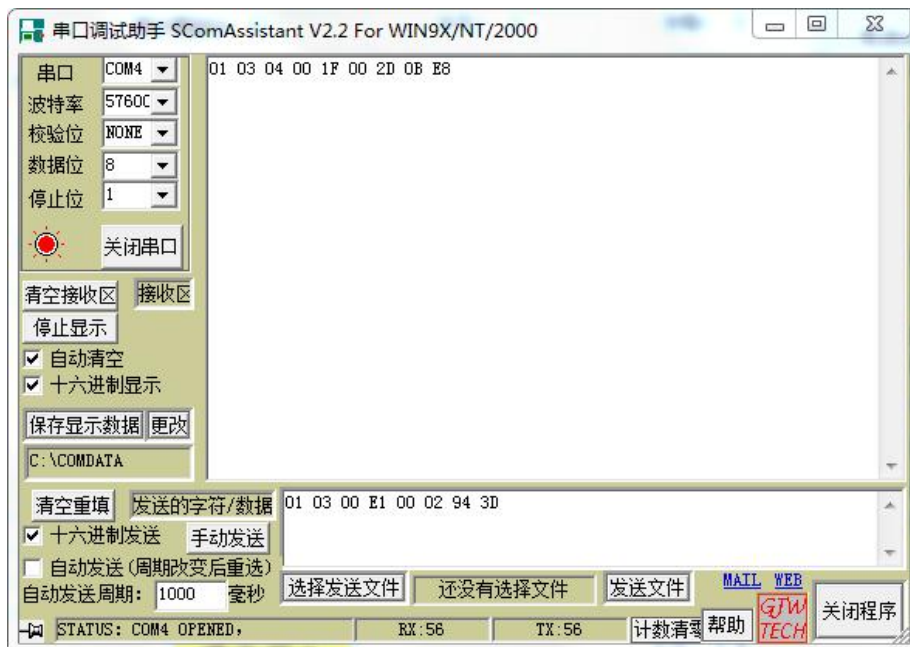 串口调试助手 SComAssistant V2.2 For WIN9X/NT/2000
串口 COM4
波特率 57600
校验位 NONE
数据位 8
停止位 1
关闭串口
清空接收区 接收区
停止显示
自动清空
十六进制显示
保存显示数据 更改
C:\COMDATA
01 03 04 00 1F 00 2D 0B E8
清空重填 发送的字符/数据
01 03 00 E1 00 02 94 3D
十六进制发送 手动发送
自动发送(周期改变后重选)
自动发送周期: 1000 毫秒
选择发送文件 还没有选择文件 发送文件
MAIL WEB
GJW
TECH
关闭程序
STATUS: COM4 OPENED, RX:56 TX:56 计数清零 帮助